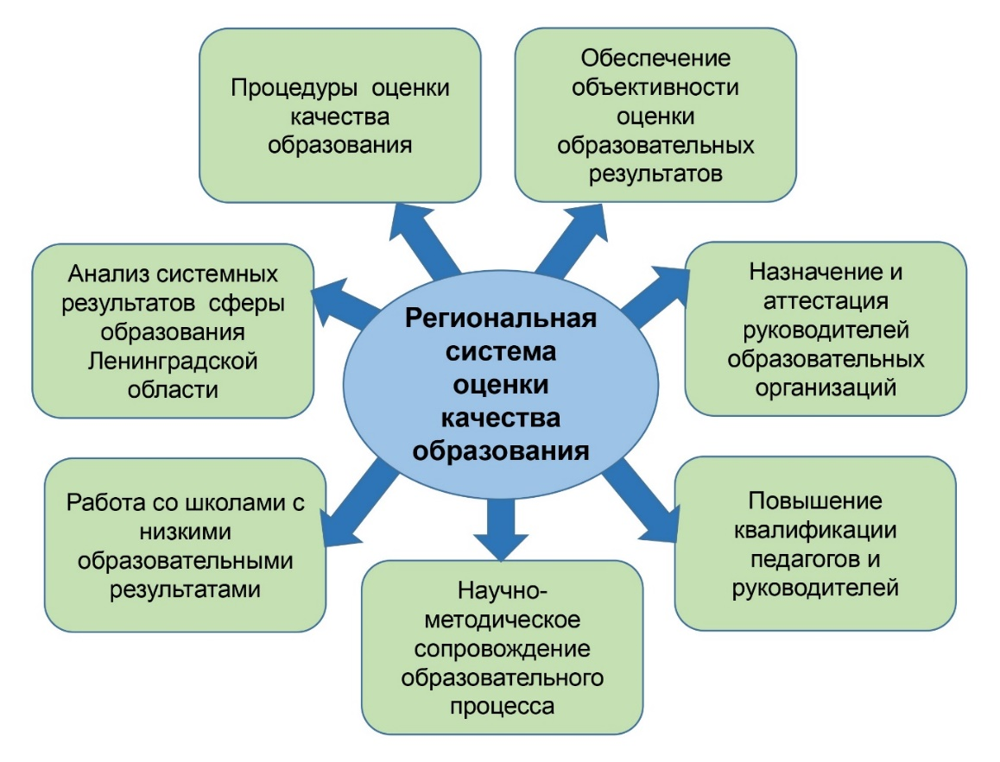 Процедуры оценки
качества
образования
Обеспечение
объективности
оценки
образовательных
результатов
Анализ системных
результатов сферы
образования
Ленинградской
области
Региональная
система
оценки
качества
образования
Назначение и
аттестация
руководителей
образовательных
организаций
Работа со школами с
низкими
образовательными
результатами
Научно-
методическое
сопровождение
образовательного
процесса
Повышение
квалификации
педагогов и
руководителей